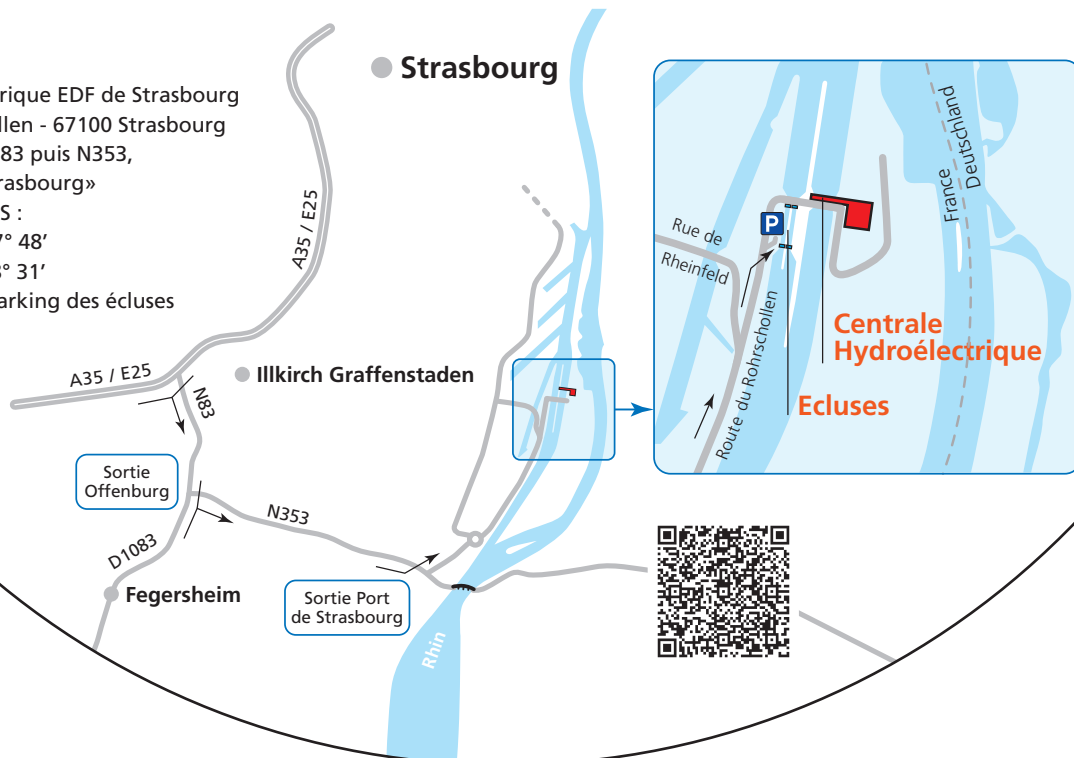 Strasbourg
rique EDF de Strasbourg
llen - 67100 Strasbourg
83 puis N353,
rasbourg»
S :
7° 48’
8° 31’
arking des écluses
A35 / E25
A35 / E25
N83
Illkirch Graffenstaden
Sortie
Offenburg
N353
D1083
Fegersheim
Sortie Port
de Strasbourg
Rhin
Rue de
Rheinfeld
P
Route du Rohrschollen
France
Deutschland
Centrale
Hydroélectrique
Ecluses